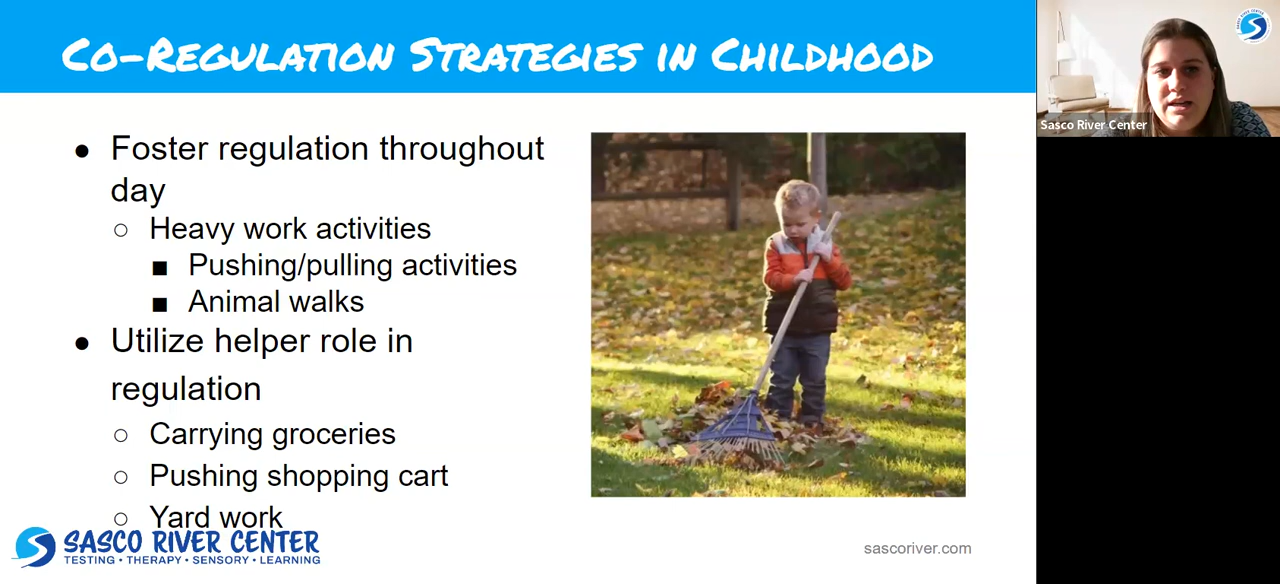 Co-Regulation Strategies in Childhood
● Foster regulation throughout
day
○ Heavy work activities
■ Pushing/pulling activities
■ Animal walks
● Utilize helper role in
regulation
○ Carrying groceries
○ Pushing shopping cart
○ Yard work
SASCO RIVER CENTER
TESTING • THERAPY • SENSORY • LEARNING
sascoriver.com
Sasco River Center